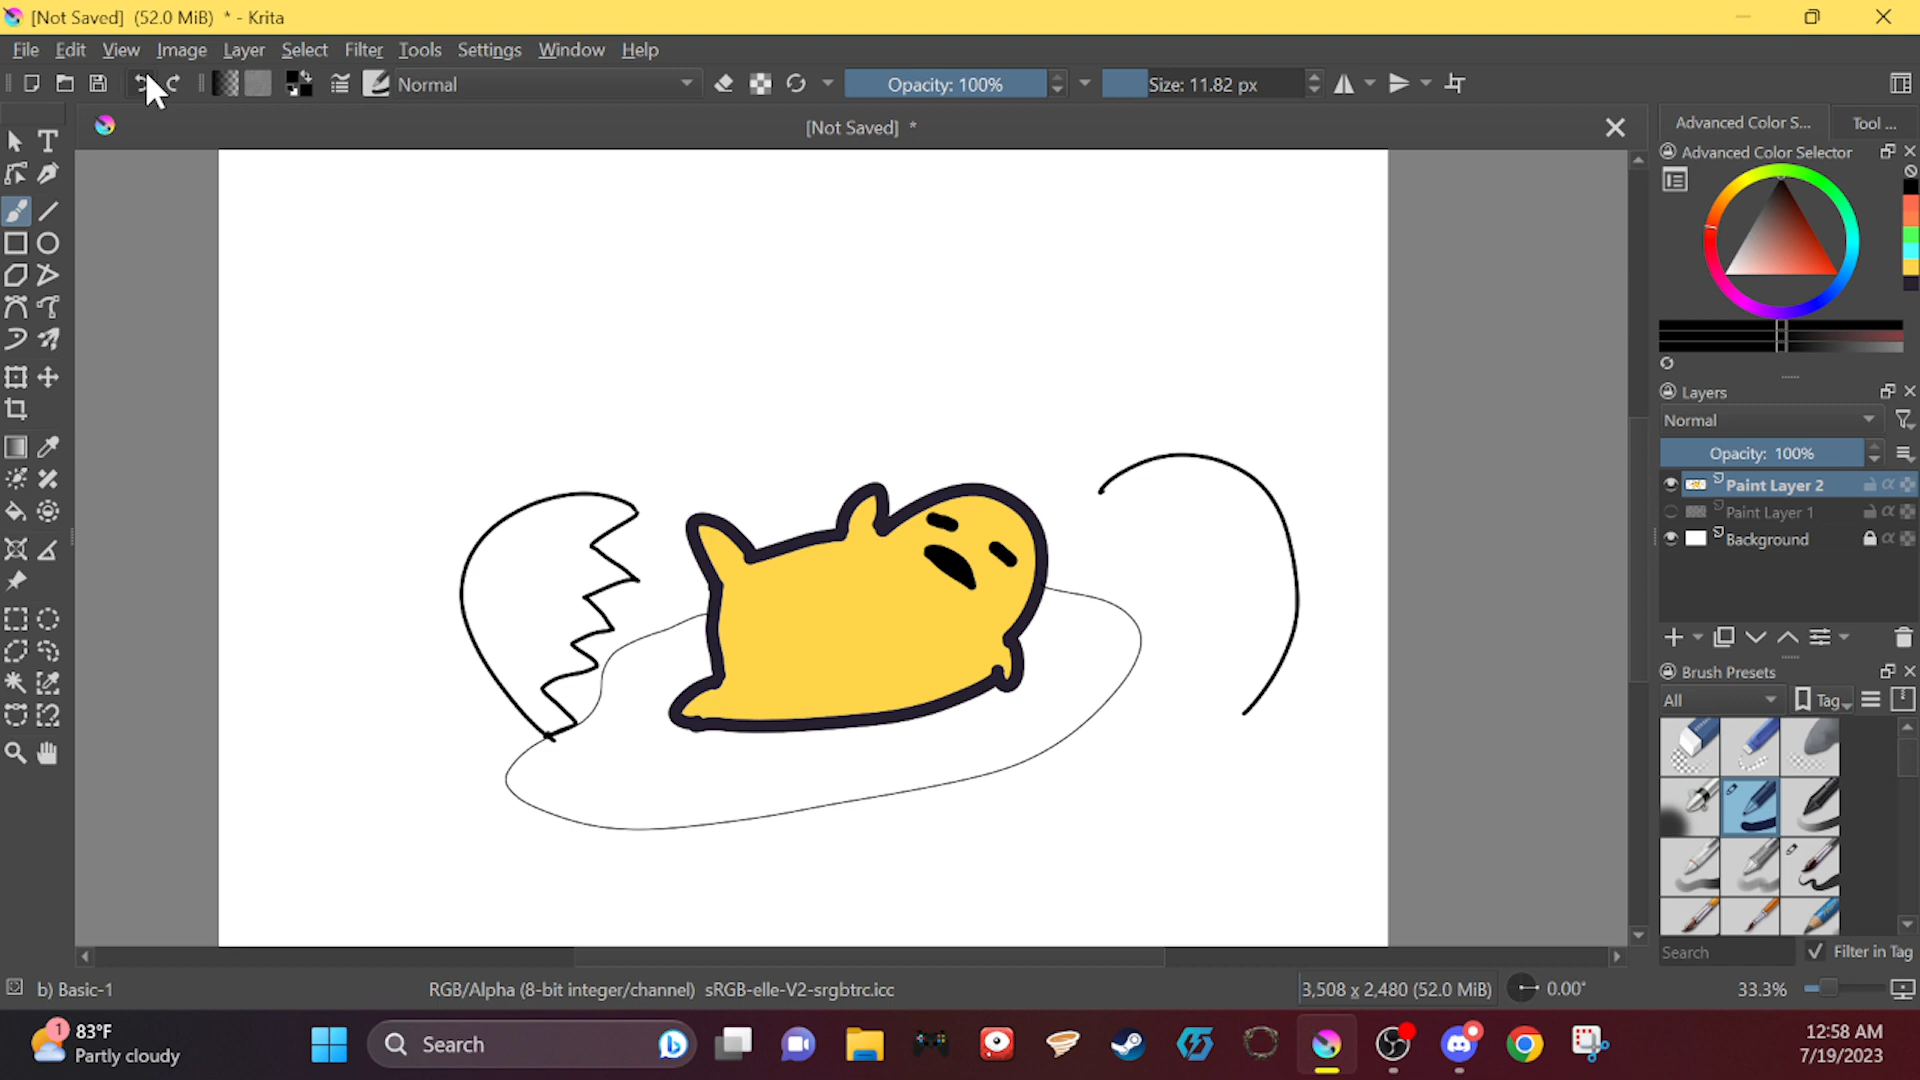 [Not Saved] (52.0 MiB) * - Krita
File Edit View Image Layer Select Filter Tools Settings Window Help
Normal
Opacity: 100%
Size: 11.82 px
[Not Saved] *
Advanced Color S...
Tool ...
Advanced Color Selector
Layers
Normal
Opacity: 100%
Paint Layer 2
Paint Layer 1
Background
Brush Presets
All
Tag
Search
Filter in Tag
b) Basic-1
RGB/Alpha (8-bit integer/channel) sRGB-elle-V2-srgbtrc.icc
3,508 x 2,480 (52.0 MiB)
0.00°
33.3%
1
83°F
Partly cloudy
Search
12:58 AM
7/19/2023